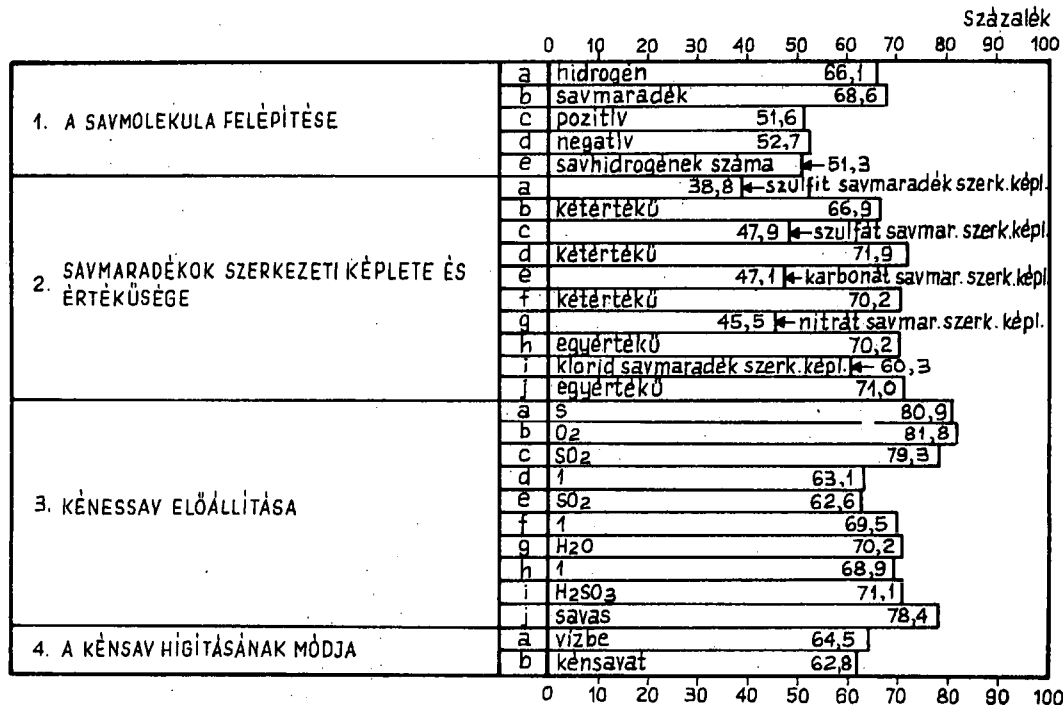 Százalék
0 10 20 30 40 50 60 70 80 90 100
1. A SAVMOLEKULA FELÉPÍTÉSE
a hidrogén 66,1
b savmaradék 68,6
c pozitív 51,6
d negatív 52,7
e savhidrogének száma 51,3
2. SAVMARADÉKOK SZERKEZETI KÉPLETE ÉS
ÉRTÉKŰSÉGE
a 38,8 szulfit savmaradék szerk.képl.
b kétértékű 66,9
c 47,9 szulfát savmar. szerk.képl.
d kétértékű 71,9
e 47,1 karbonát savmar. szerk.képl.
f kétértékű 70,2
g 45,5 nitrát savmar. szerk. képl.
h egyértékű 70,2
i klorid savmaradék szerk.képl. 60,3
j egyértékű 71,0
3. KÉNESSAV ELŐÁLLÍTÁSA
a S 80,9
b O2 81,8
c SO2 79,3
d 1 63,1
e SO2 62,6
f 1 69,5
g H2O 70,2
h 1 68,9
i H2SO3 71,1
j savas 78,4
4. A KÉNSAV HÍGÍTÁSÁNAK MÓDJA
a vízbe 64,5
b kénsavat 62,8
0 10 20 30 40 50 60 70 80 90 100